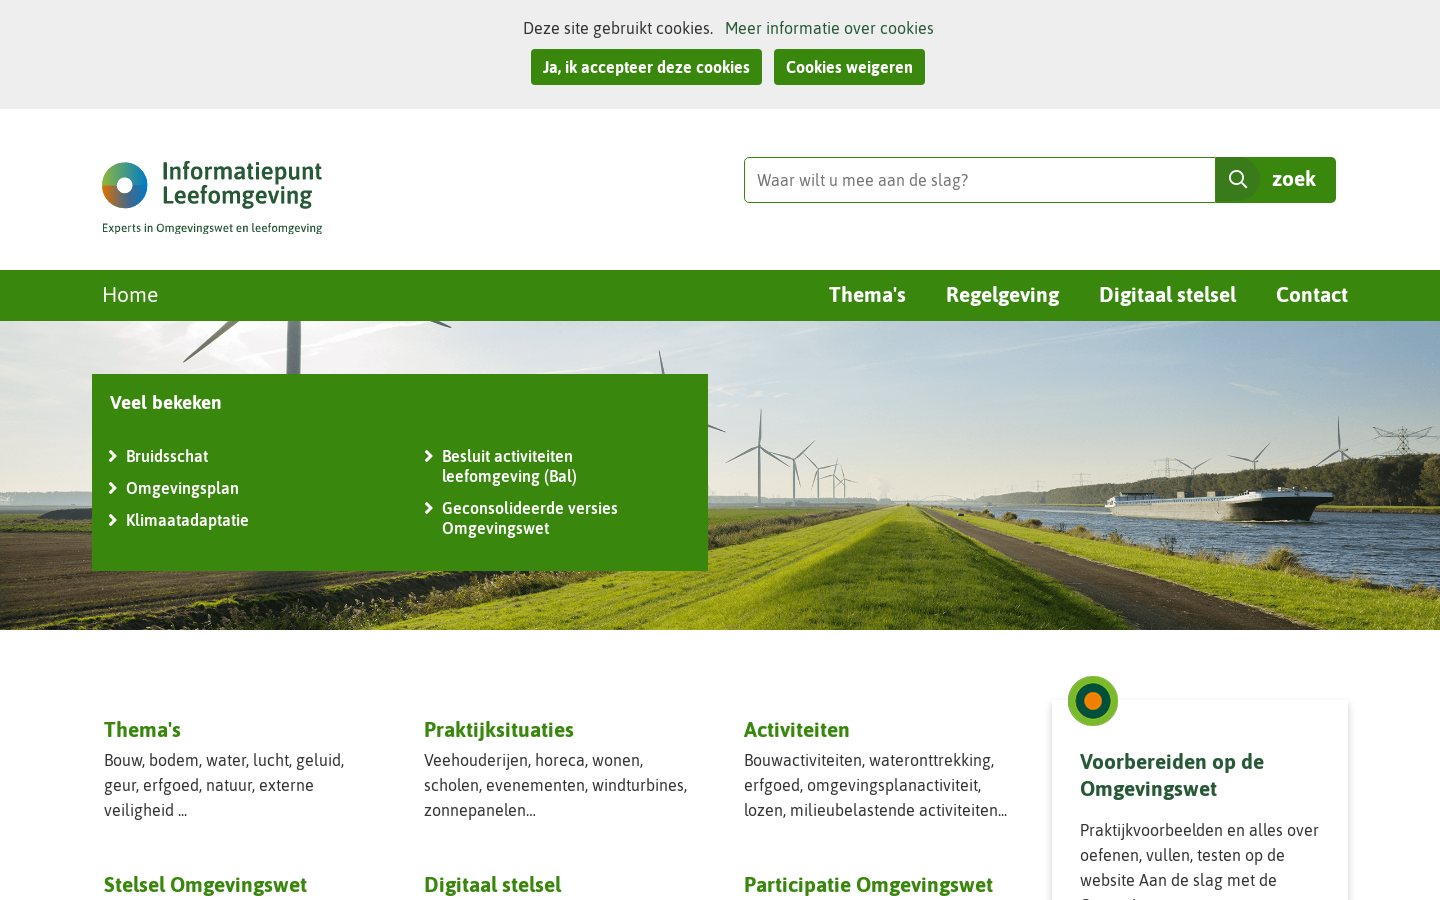 Deze site gebruikt cookies. Meer informatie over cookies
Ja, ik accepteer deze cookies
Cookies weigeren
Informatiepunt
Leefomgeving
Experts in Omgevingswet en leefomgeving
Waar wilt u mee aan de slag?
zoek
Home
Thema's
Regelgeving
Digitaal stelsel
Contact
Veel bekeken
Bruidsschat
Omgevingsplan
Klimaatadaptatie
Besluit activiteiten
leefomgeving (Bal)
Geconsolideerde versies
Omgevingswet
Thema's
Bouw, bodem, water, lucht, geluid,
geur, erfgoed, natuur, externe
veiligheid ...
Praktijksituaties
Veehouderijen, horeca, wonen,
scholen, evenementen, windturbines,
zonnepanelen...
Activiteiten
Bouwactiviteiten, wateronttrekking,
erfgoed, omgevingsplanactiviteit,
lozen, milieubelastende activiteiten...
Voorbereiden op de
Omgevingswet
Praktijkvoorbeelden en alles over
oefenen, vullen, testen op de
website Aan de slag met de
Stelsel Omgevingswet
Digitaal stelsel
Participatie Omgevingswet